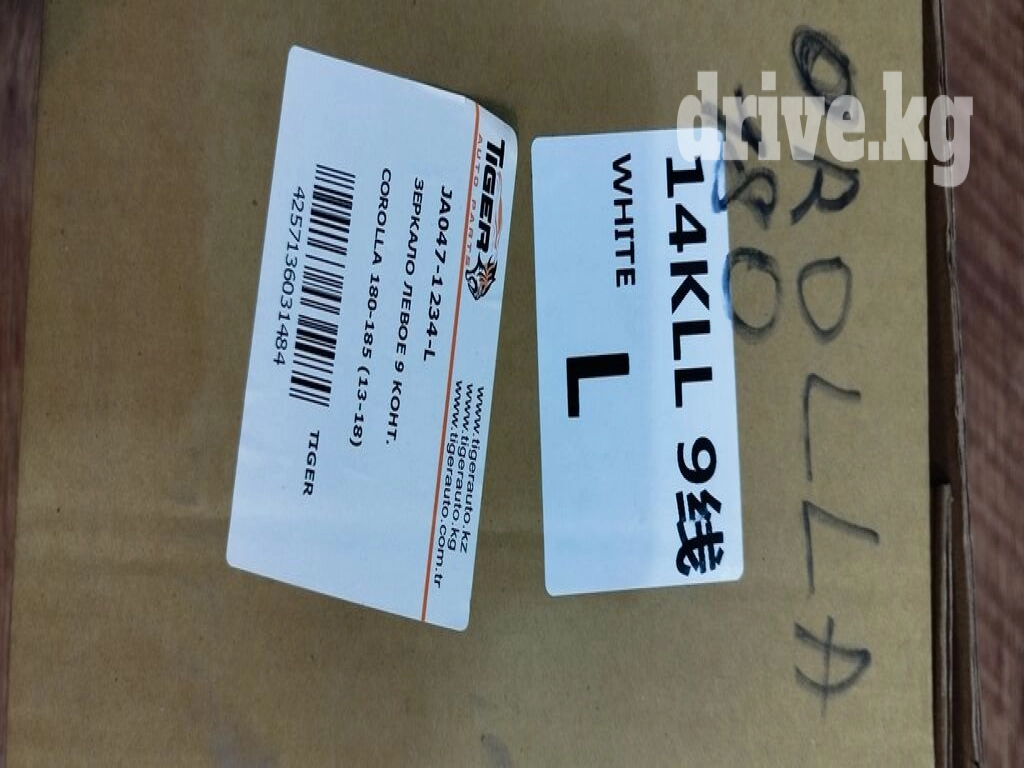 TIGER
AUTO PARTS
www.tigerauto.kz
www.tigerauto.kg
www.tigerauto.com.tr
JA047-1234-L
ЗЕРКАЛО ЛЕВОЕ 9 КОНТ.
COROLLA 180-185 (13-18)
4257136031484
TIGER
14KLL 9线
WHITE
L
OROLLA
180
drive.kg